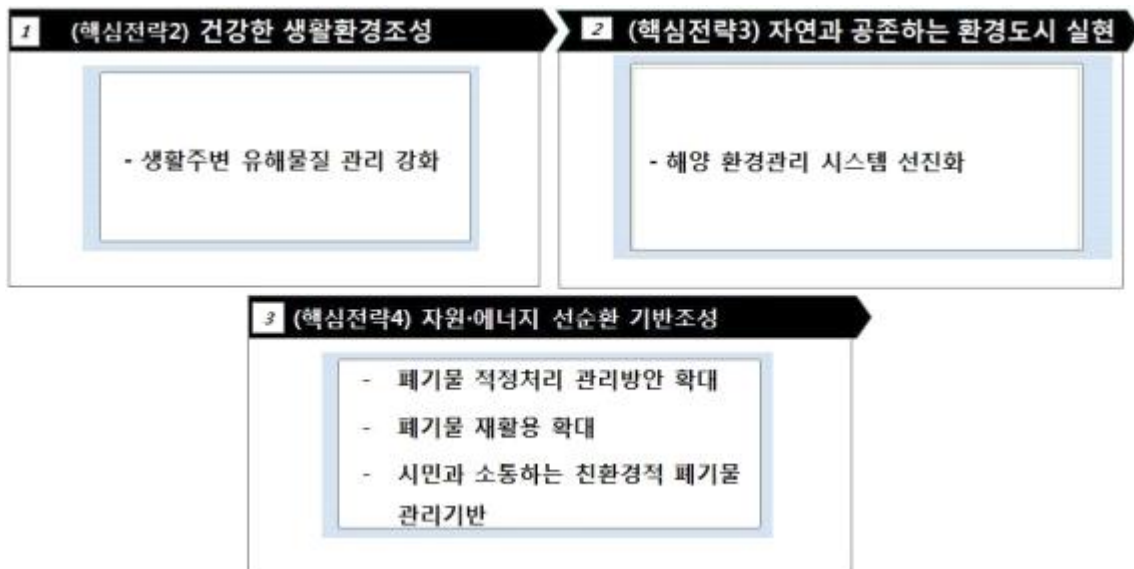 1 (핵심전략2) 건강한 생활환경조성
- 생활주변 유해물질 관리 강화
2 (핵심전략3) 자연과 공존하는 환경도시 실현
- 해양 환경관리 시스템 선진화
3 (핵심전략4) 자원·에너지 선순환 기반조성
- 폐기물 적정처리 관리방안 확대
- 폐기물 재활용 확대
- 시민과 소통하는 친환경적 폐기물
관리기반